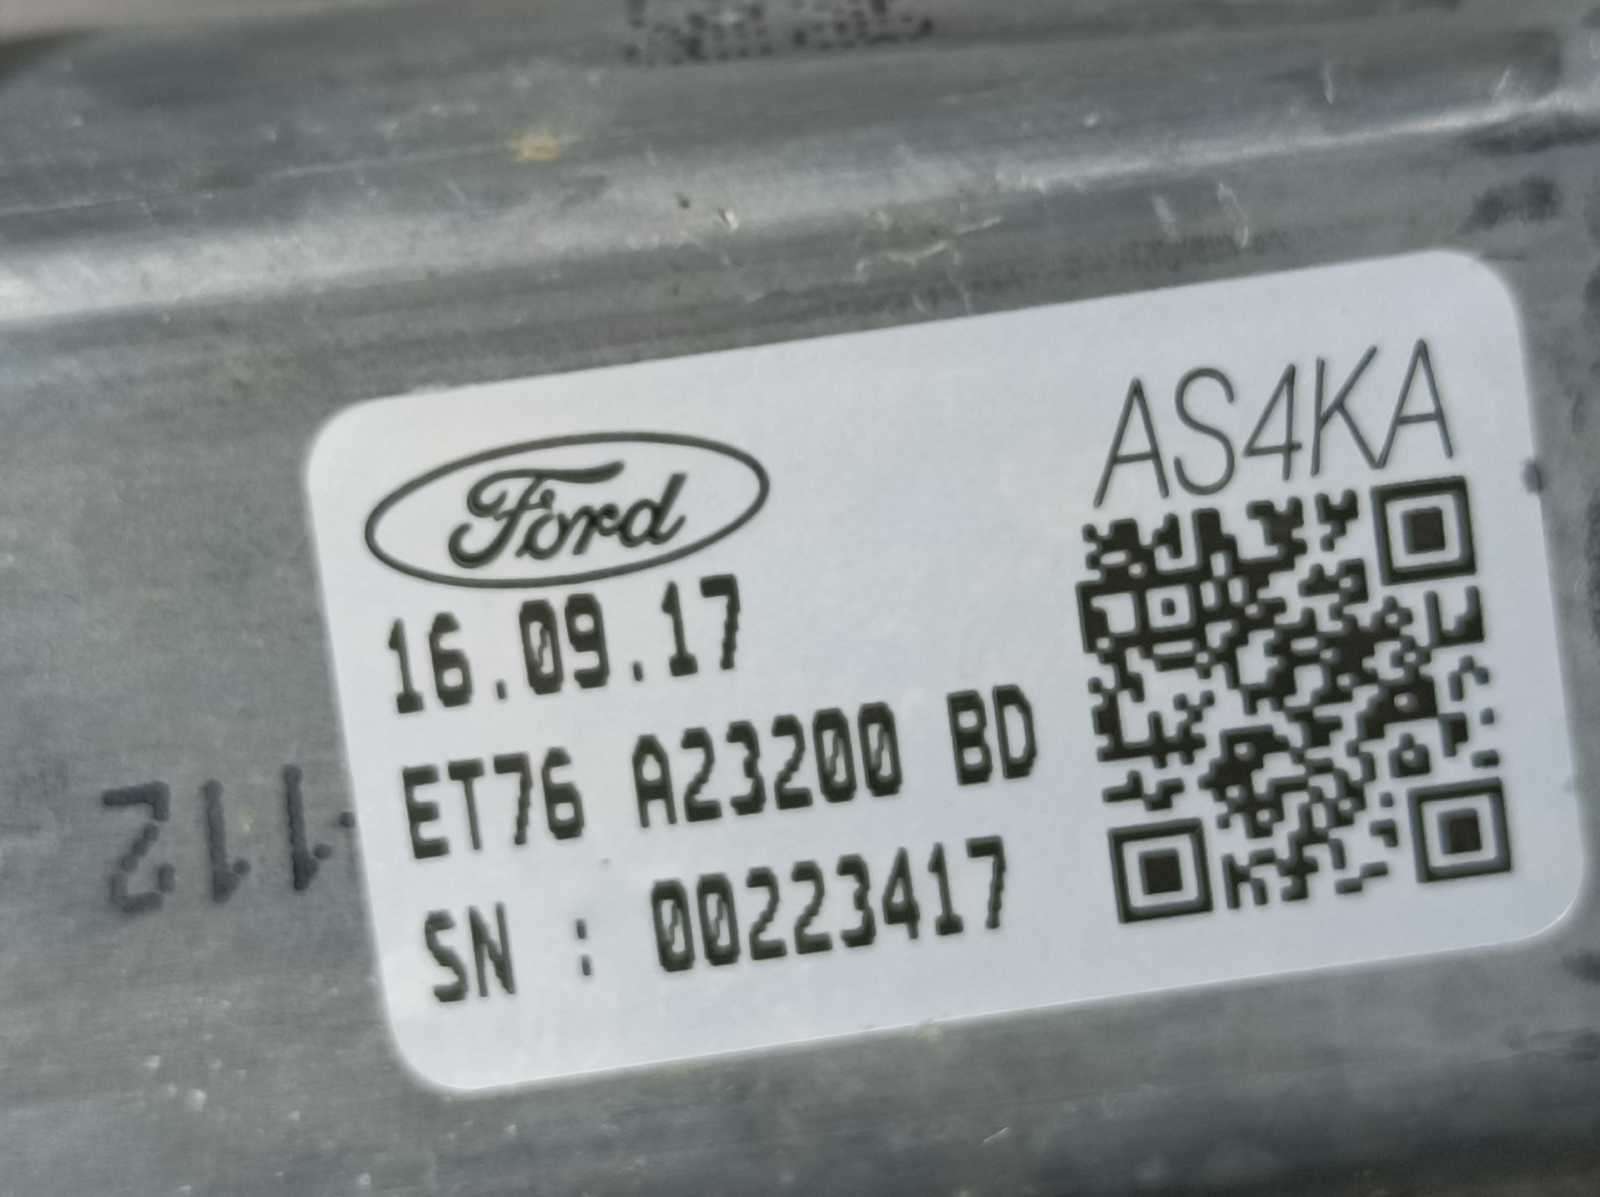 AS4KA
Ford
16.09.17
ET76 A23200 BD
SN : 00223417
-112